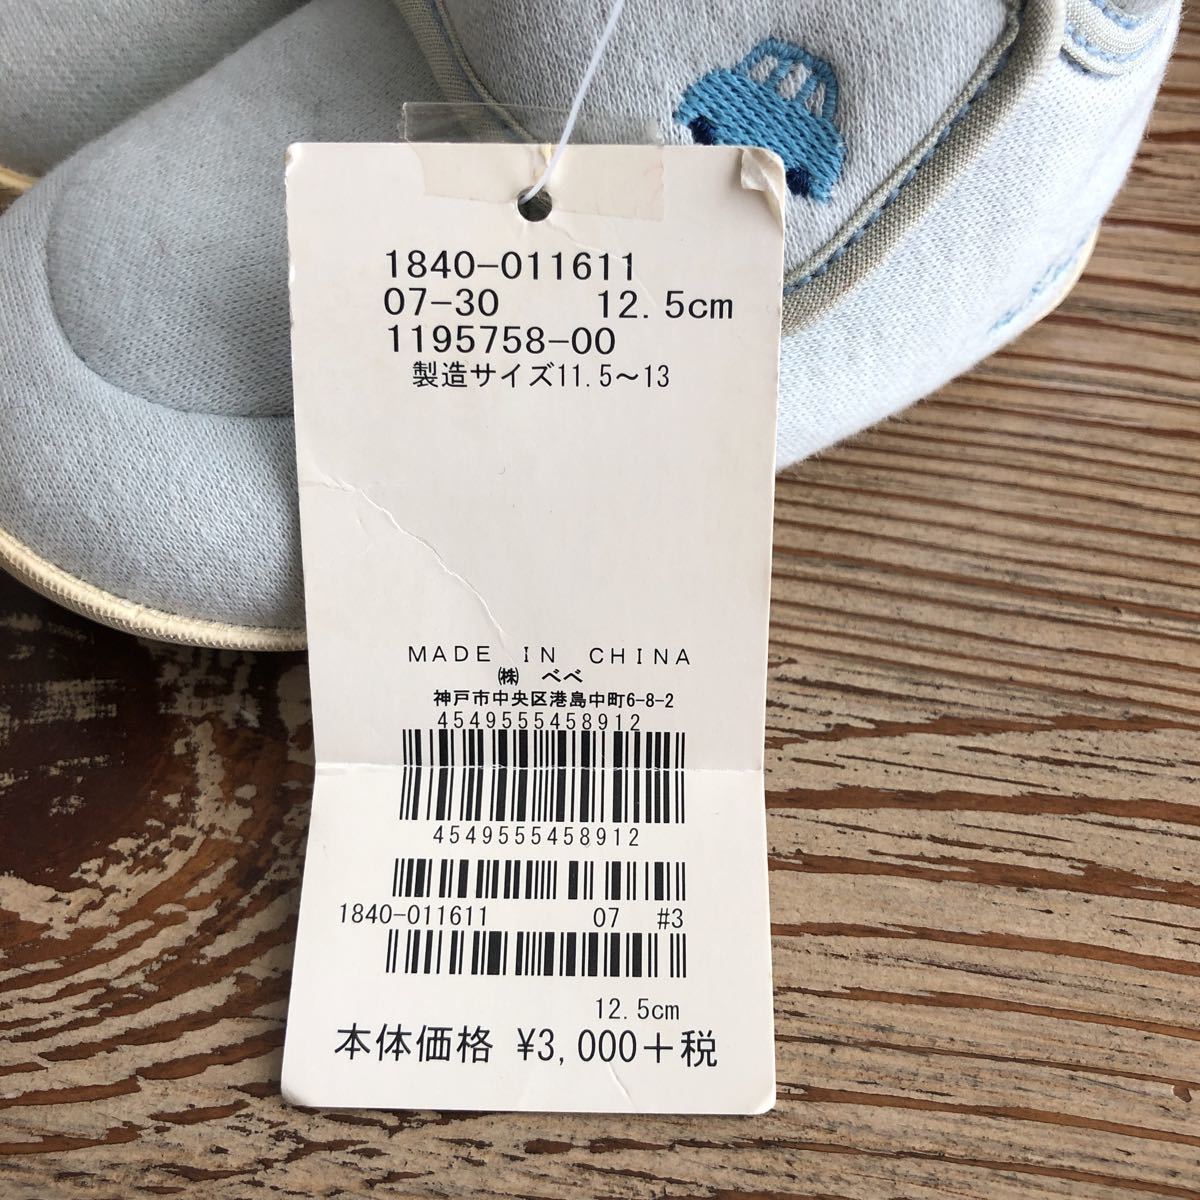 1840-011611
07-30 12.5cm
1195758-00
製造サイズ11.5～13
MADE IN CHINA
㈱ べべ
神戸市中央区港島中町6-8-2
4549555458912
4549555458912
1840-011611 07 #3
12.5cm
本体価格 ¥3,000+税